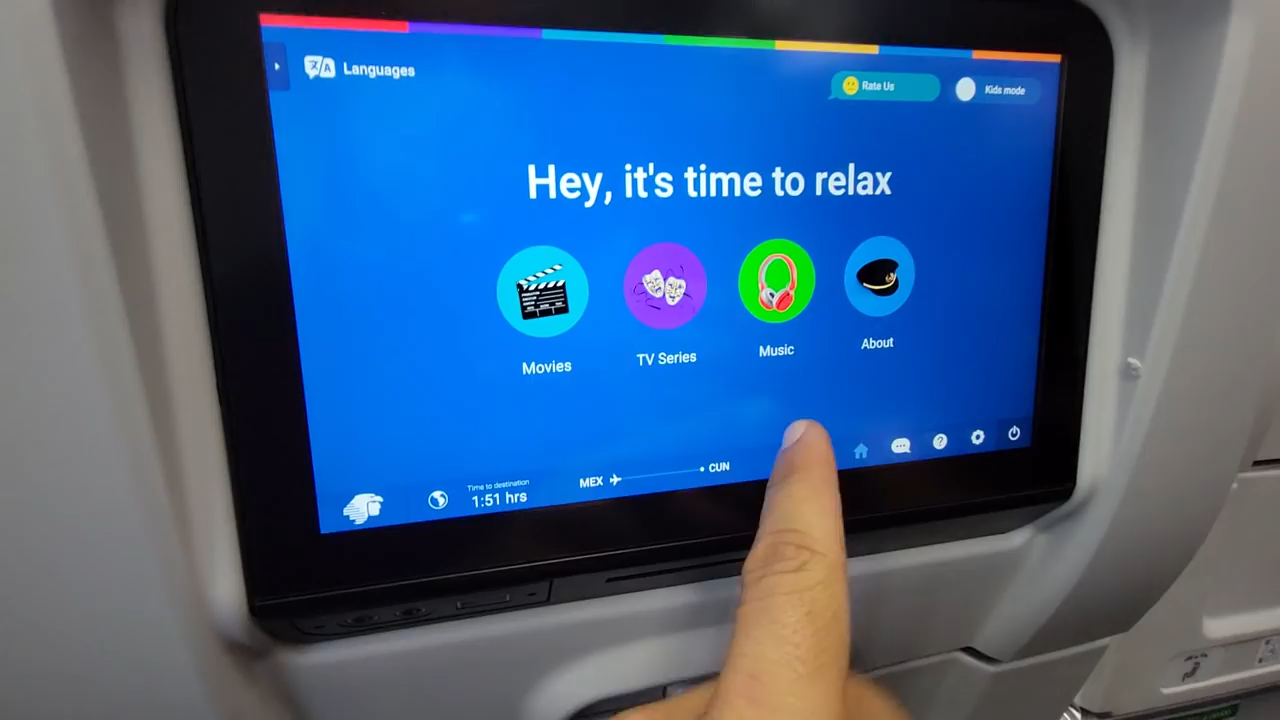 Languages
Rate Us
Kids mode
Hey, it's time to relax
Movies
TV Series
Music
About
Time to destination
1:51 hrs
MEX
CUN